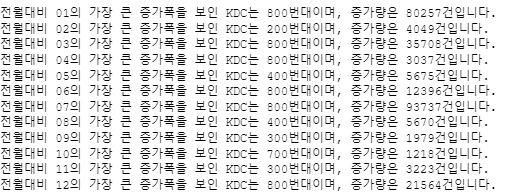 전월대비 01의 가장 큰 증가폭을 보인 KDC는 800번대이며, 증가량은 80257건입니다.
전월대비 02의 가장 큰 증가폭을 보인 KDC는 200번대이며, 증가량은 4049건입니다.
전월대비 03의 가장 큰 증가폭을 보인 KDC는 800번대이며, 증가량은 35708건입니다.
전월대비 04의 가장 큰 증가폭을 보인 KDC는 800번대이며, 증가량은 3037건입니다.
전월대비 05의 가장 큰 증가폭을 보인 KDC는 400번대이며, 증가량은 5675건입니다.
전월대비 06의 가장 큰 증가폭을 보인 KDC는 800번대이며, 증가량은 12396건입니다.
전월대비 07의 가장 큰 증가폭을 보인 KDC는 800번대이며, 증가량은 93737건입니다.
전월대비 08의 가장 큰 증가폭을 보인 KDC는 400번대이며, 증가량은 5670건입니다.
전월대비 09의 가장 큰 증가폭을 보인 KDC는 300번대이며, 증가량은 1979건입니다.
전월대비 10의 가장 큰 증가폭을 보인 KDC는 700번대이며, 증가량은 1218건입니다.
전월대비 11의 가장 큰 증가폭을 보인 KDC는 300번대이며, 증가량은 3223건입니다.
전월대비 12의 가장 큰 증가폭을 보인 KDC는 800번대이며, 증가량은 21564건입니다.